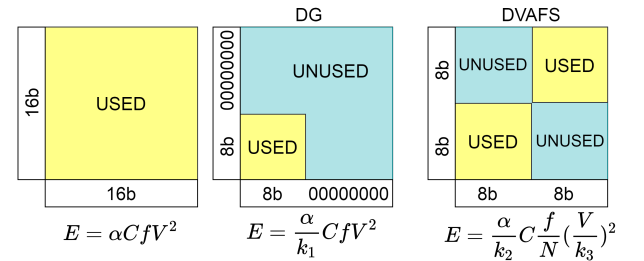 16b
USED
16b
E = αCfV²
DG
00000000
8b
UNUSED
USED
8b 00000000
E = α/k₁ CfV²
DVAFS
8b
8b
UNUSED USED
USED UNUSED
8b 8b
E = α/k₂ C f/N (V/k₃)²